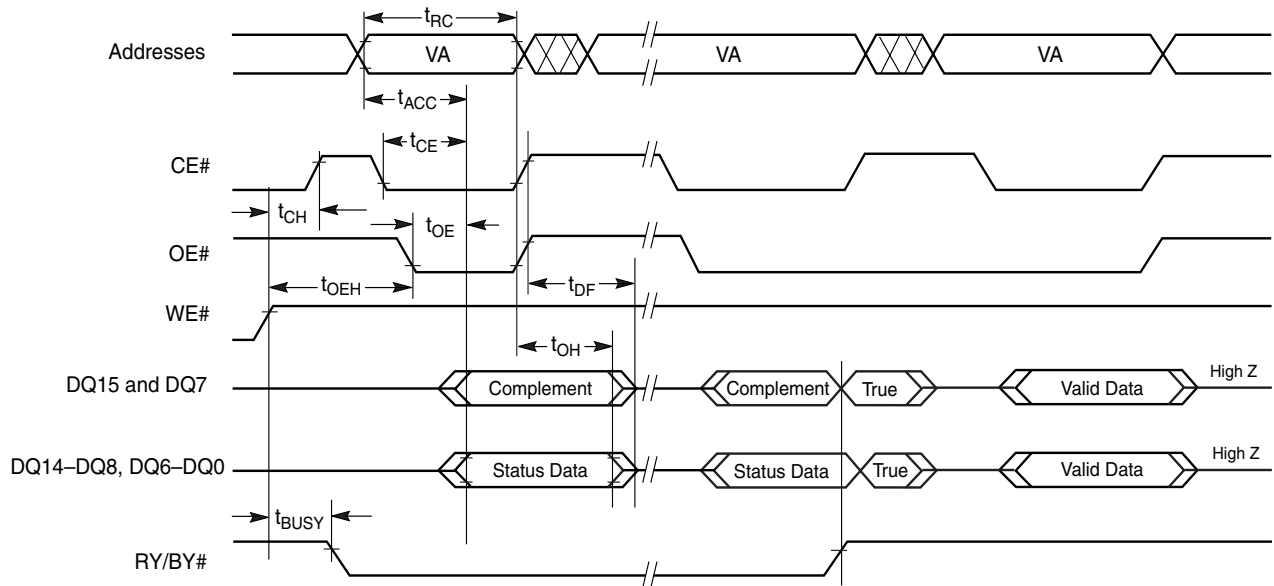 tRC
Addresses VA VA VA
tACC
tCE
CE#
tCH
tOE
OE#
tOEH
tDF
WE#
tOH
DQ15 and DQ7 Complement Complement True Valid Data High Z
DQ14–DQ8, DQ6–DQ0 Status Data Status Data True Valid Data High Z
tBUSY
RY/BY#